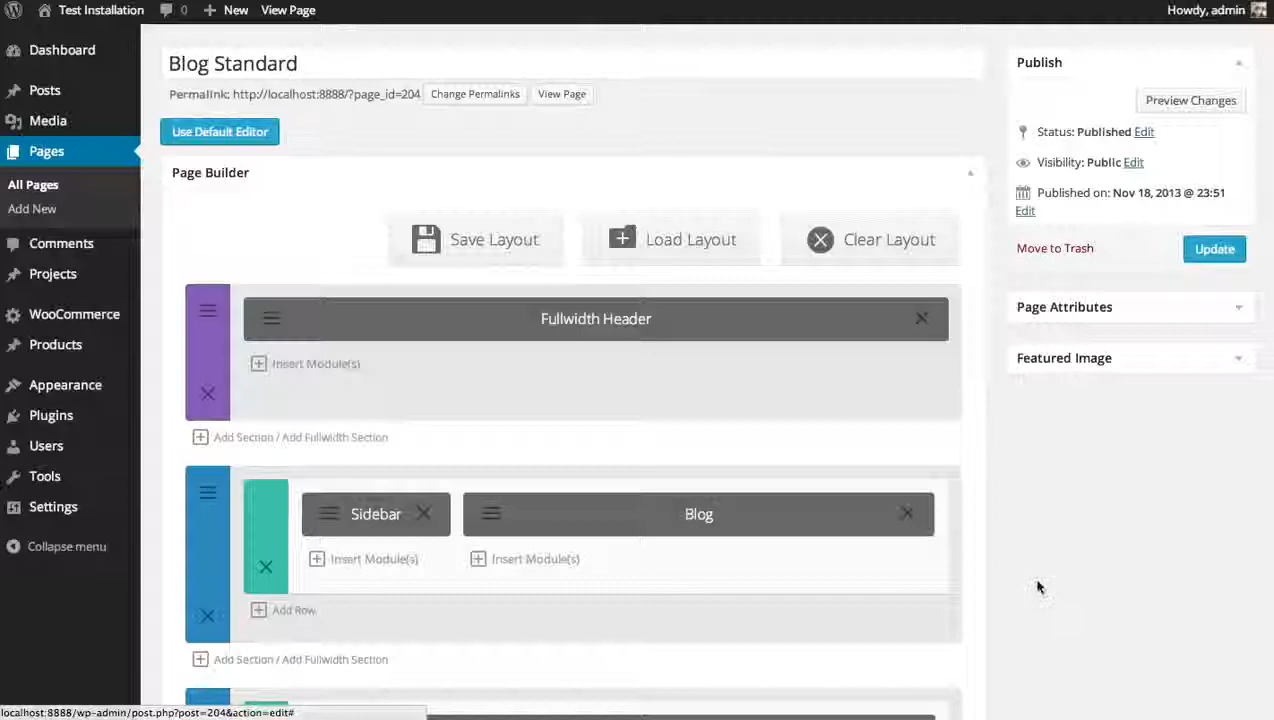 Test Installation 0 New View Page Howdy, admin
Dashboard
Posts
Media
Pages
All Pages
Add New
Comments
Projects
WooCommerce
Products
Appearance
Plugins
Users
Tools
Settings
Collapse menu
Blog Standard
Permalink: http://localhost:8888/?page_id=204 Change Permalinks View Page
Use Default Editor
Page Builder
Save Layout Load Layout Clear Layout
Fullwidth Header
Insert Module(s)
Add Section / Add Fullwidth Section
Sidebar Blog
Insert Module(s) Insert Module(s)
Add Row
Add Section / Add Fullwidth Section
Publish
Preview Changes
Status: Published Edit
Visibility: Public Edit
Published on: Nov 18, 2013 @ 23:51
Edit
Move to Trash Update
Page Attributes
Featured Image
localhost:8888/wp-admin/post.php?post=204&action=edit#